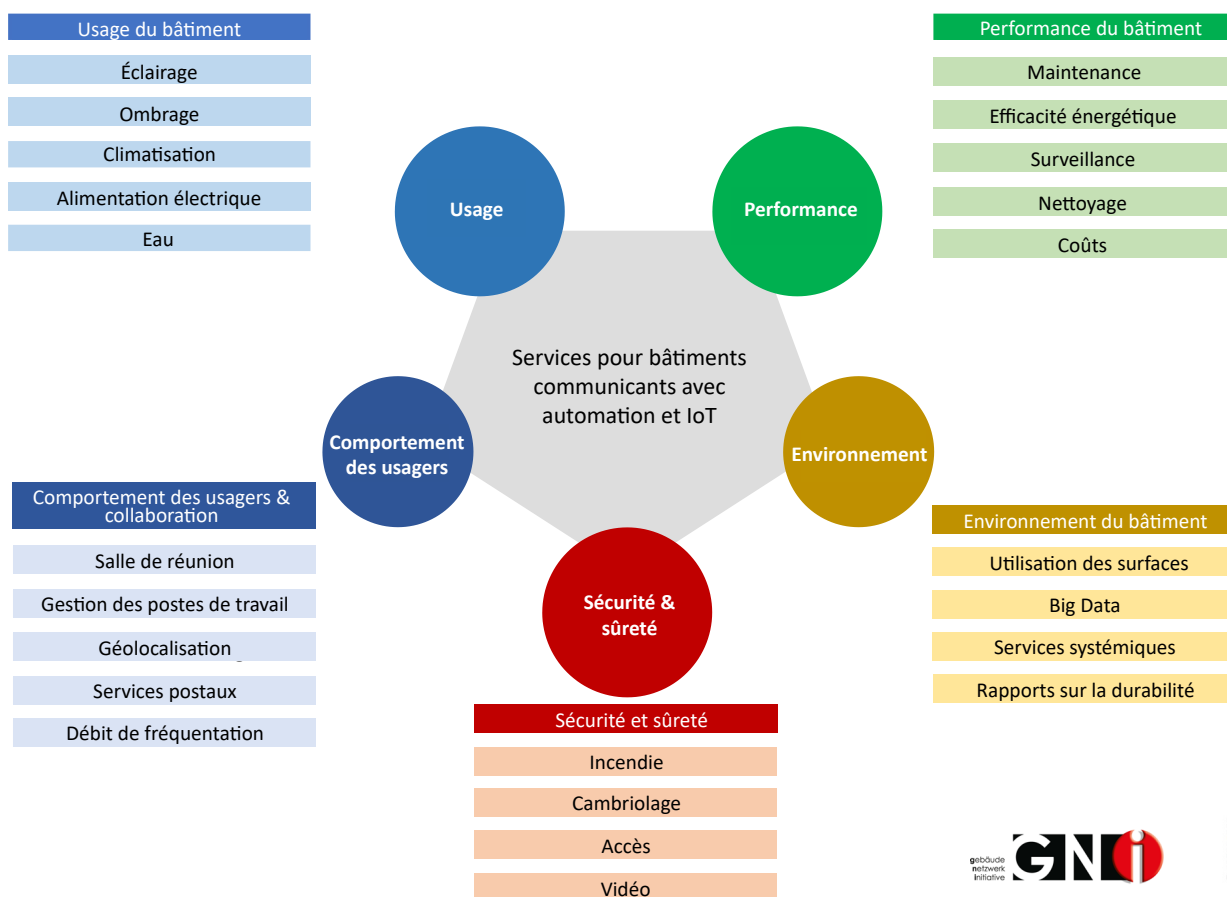 Usage du bâtiment
Éclairage
Ombrage
Climatisation
Alimentation électrique
Eau
Performance du bâtiment
Maintenance
Efficacité énergétique
Surveillance
Nettoyage
Coûts
Usage
Performance
Services pour bâtiments
communicants avec
automation et IoT
Comportement
des usagers
Environnement
Sécurité &
sûreté
Comportement des usagers &
collaboration
Salle de réunion
Gestion des postes de travail
Géolocalisation
Services postaux
Débit de fréquentation
Environnement du bâtiment
Utilisation des surfaces
Big Data
Services systémiques
Rapports sur la durabilité
Sécurité et sûreté
Incendie
Cambriolage
Accès
Vidéo
gebäude
netzwerk
initiative
GNi